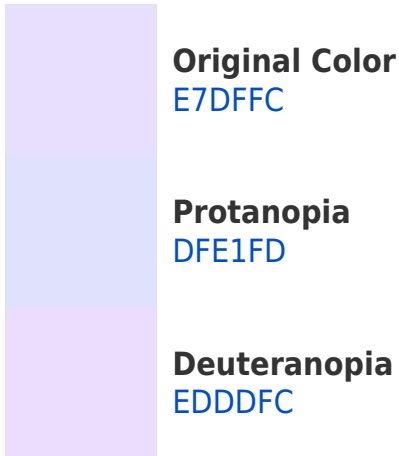 Original Color
E7DFFC
Protanopia
DFE1FD
Deuteranopia
EDDDFC